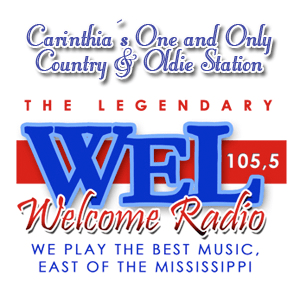 Carinthia´s One and Only
Country & Oldie Station
THE LEGENDARY
WEL
105,5
Welcome Radio
WE PLAY THE BEST MUSIC,
EAST OF THE MISSISSIPPI